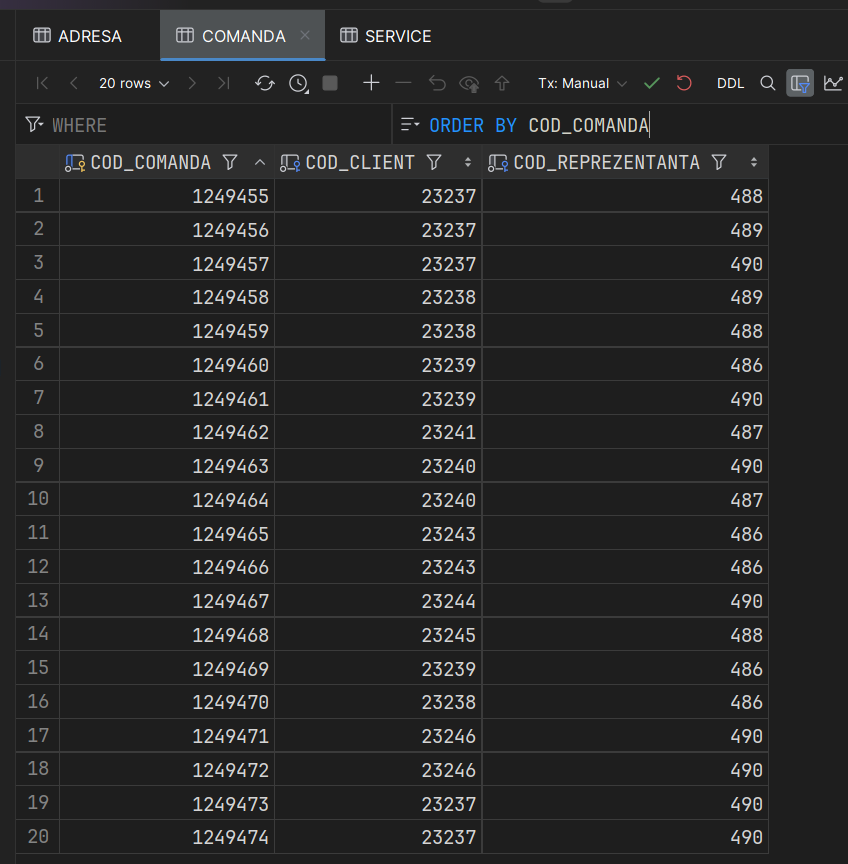 ADRESA COMANDA SERVICE
20 rows Tx: Manual DDL
WHERE ORDER BY COD_COMANDA
COD_COMANDA COD_CLIENT COD_REPREZENTANTA
1 1249455 23237 488
2 1249456 23237 489
3 1249457 23237 490
4 1249458 23238 489
5 1249459 23238 488
6 1249460 23239 486
7 1249461 23239 490
8 1249462 23241 487
9 1249463 23240 490
10 1249464 23240 487
11 1249465 23243 486
12 1249466 23243 486
13 1249467 23244 490
14 1249468 23245 488
15 1249469 23239 486
16 1249470 23238 486
17 1249471 23246 490
18 1249472 23246 490
19 1249473 23237 490
20 1249474 23237 490